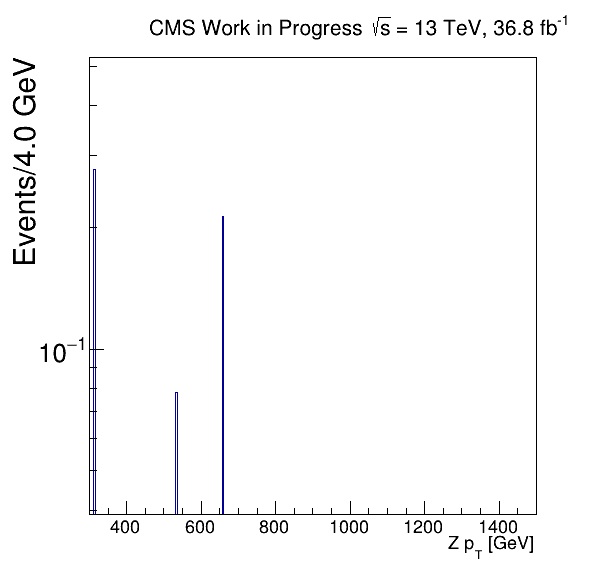 CMS Work in Progress √s = 13 TeV, 36.8 fb⁻¹
Events/4.0 GeV
10⁻¹
400 600 800 1000 1200 1400
Z p_T [GeV]